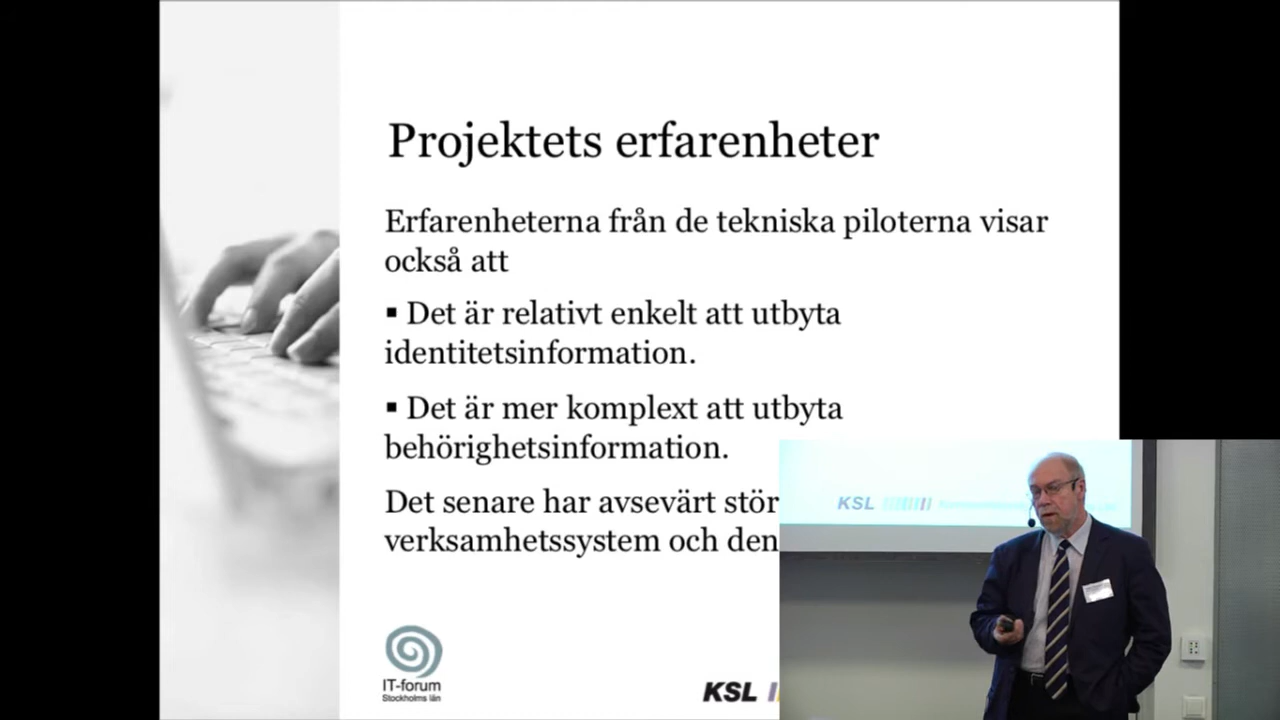 Projektets erfarenheter
Erfarenheterna från de tekniska piloterna visar
också att
▪ Det är relativt enkelt att utbyta
identitetsinformation.
▪ Det är mer komplext att utbyta
behörighetsinformation.
Det senare har avsevärt stör
verksamhetssystem och den
KSL
IT-forum
Stockholms län
KSL